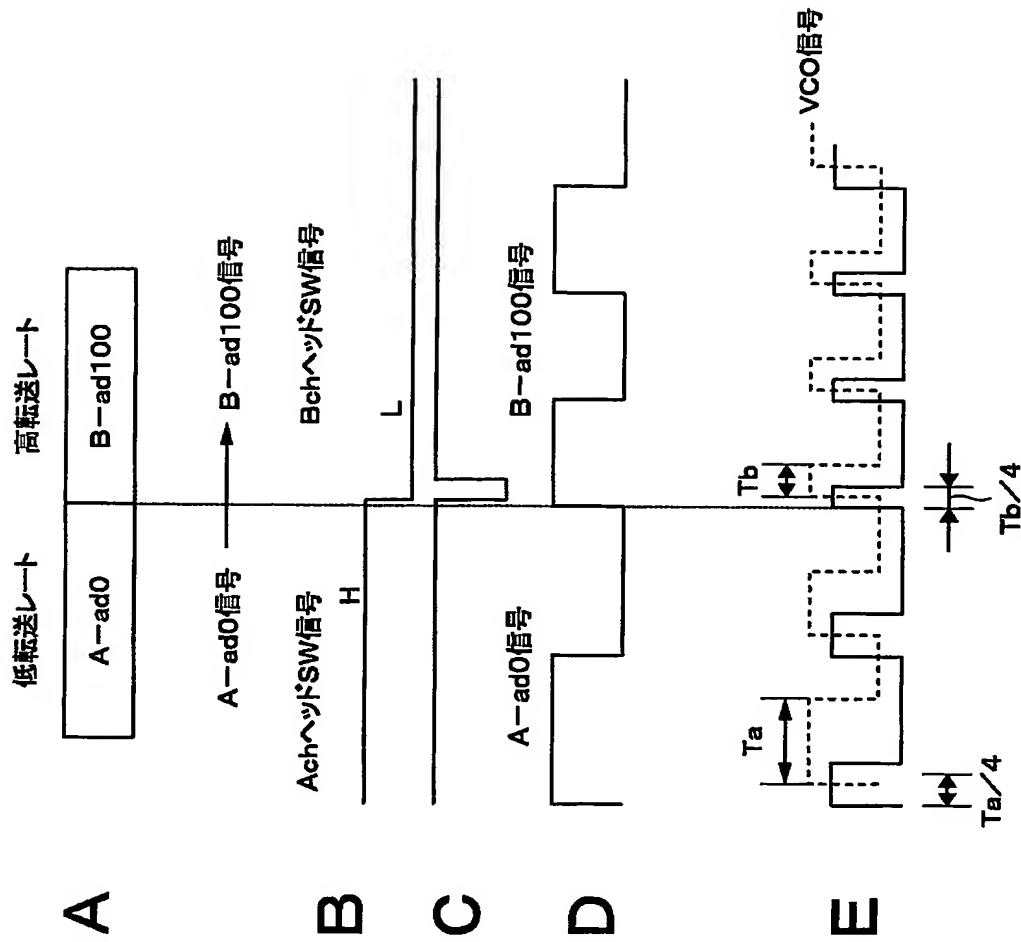 低転送レート
高転送レート
A
A－ad0
B－ad100
A－ad0信号
B－ad100信号
AchヘッドSW信号
BchヘッドSW信号
B
H
L
C
A－ad0信号
B－ad100信号
D
VCO信号
Ta
Tb
E
Ta／4
Tb／4